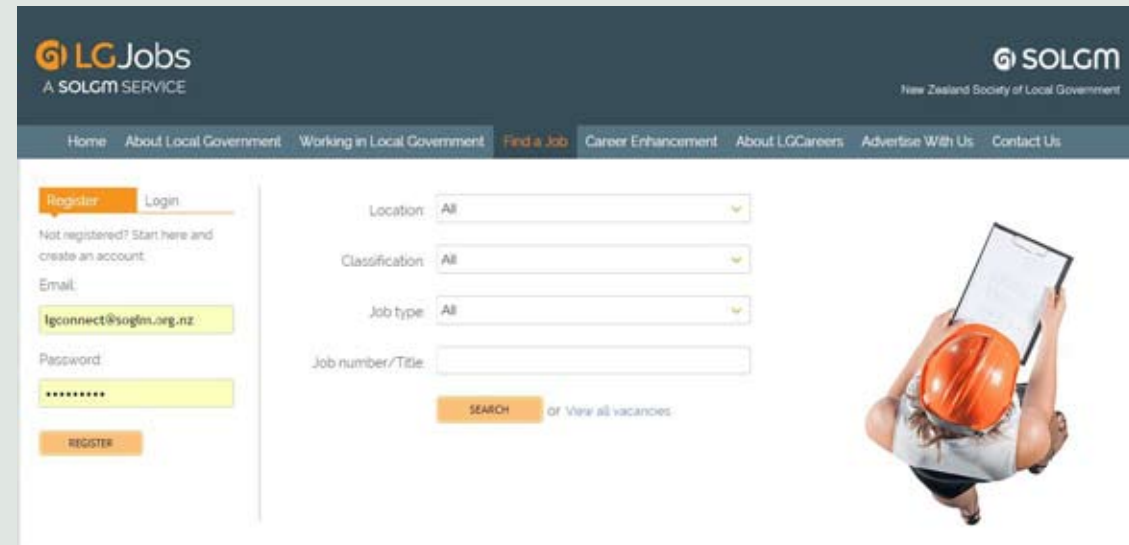 LGJobs
A SOLGM SERVICE
SOLGM
New Zealand Society of Local Government
Home About Local Government Working in Local Government Find a Job Career Enhancement About LGCareers Advertise With Us Contact Us
Register Login
Not registered? Start here and
create an account.
Email:
lgconnect@soglm.org.nz
Password:
•••••••••
REGISTER
Location: All
Classification: All
Job type: All
Job number/Title:
SEARCH or View all vacancies